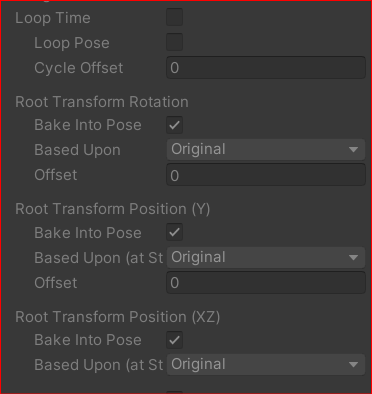 Loop Time
Loop Pose
Cycle Offset 0
Root Transform Rotation
Bake Into Pose
Based Upon Original
Offset 0
Root Transform Position (Y)
Bake Into Pose
Based Upon (at St Original
Offset 0
Root Transform Position (XZ)
Bake Into Pose
Based Upon (at St Original